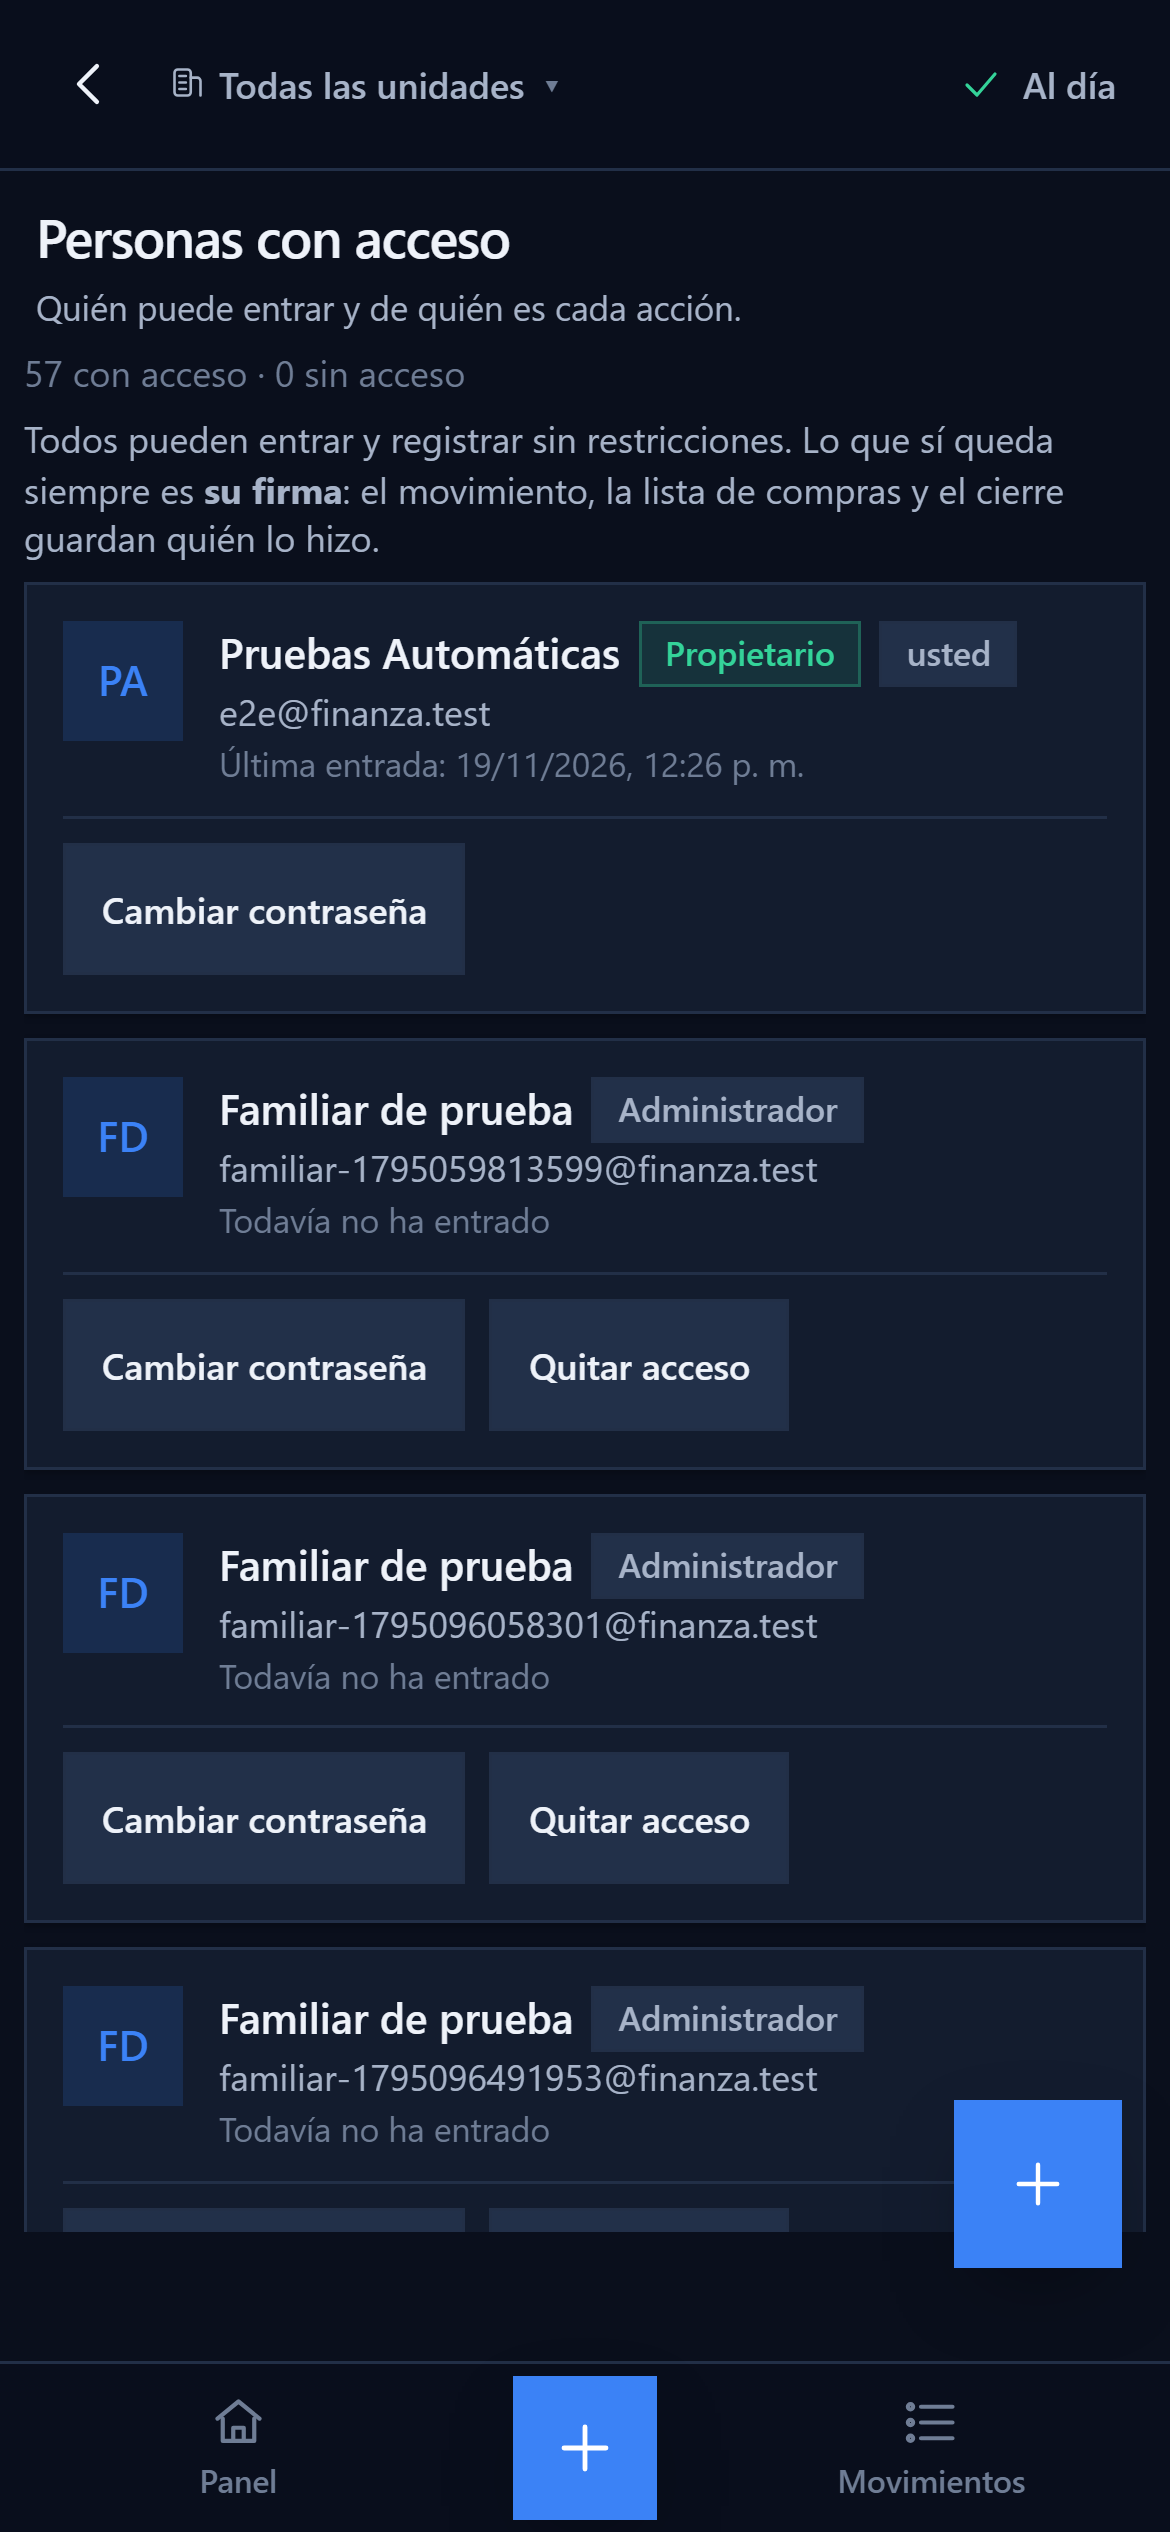 Todas las unidades ▼
Al día
Personas con acceso
Quién puede entrar y de quién es cada acción.
57 con acceso · 0 sin acceso
Todos pueden entrar y registrar sin restricciones. Lo que sí queda
siempre es su firma: el movimiento, la lista de compras y el cierre
guardan quién lo hizo.
PA
Pruebas Automáticas Propietario usted
e2e@finanza.test
Última entrada: 19/11/2026, 12:26 p. m.
Cambiar contraseña
FD
Familiar de prueba Administrador
familiar-1795059813599@finanza.test
Todavía no ha entrado
Cambiar contraseña Quitar acceso
FD
Familiar de prueba Administrador
familiar-1795096058301@finanza.test
Todavía no ha entrado
Cambiar contraseña Quitar acceso
FD
Familiar de prueba Administrador
familiar-1795096491953@finanza.test
Todavía no ha entrado
Panel
Movimientos